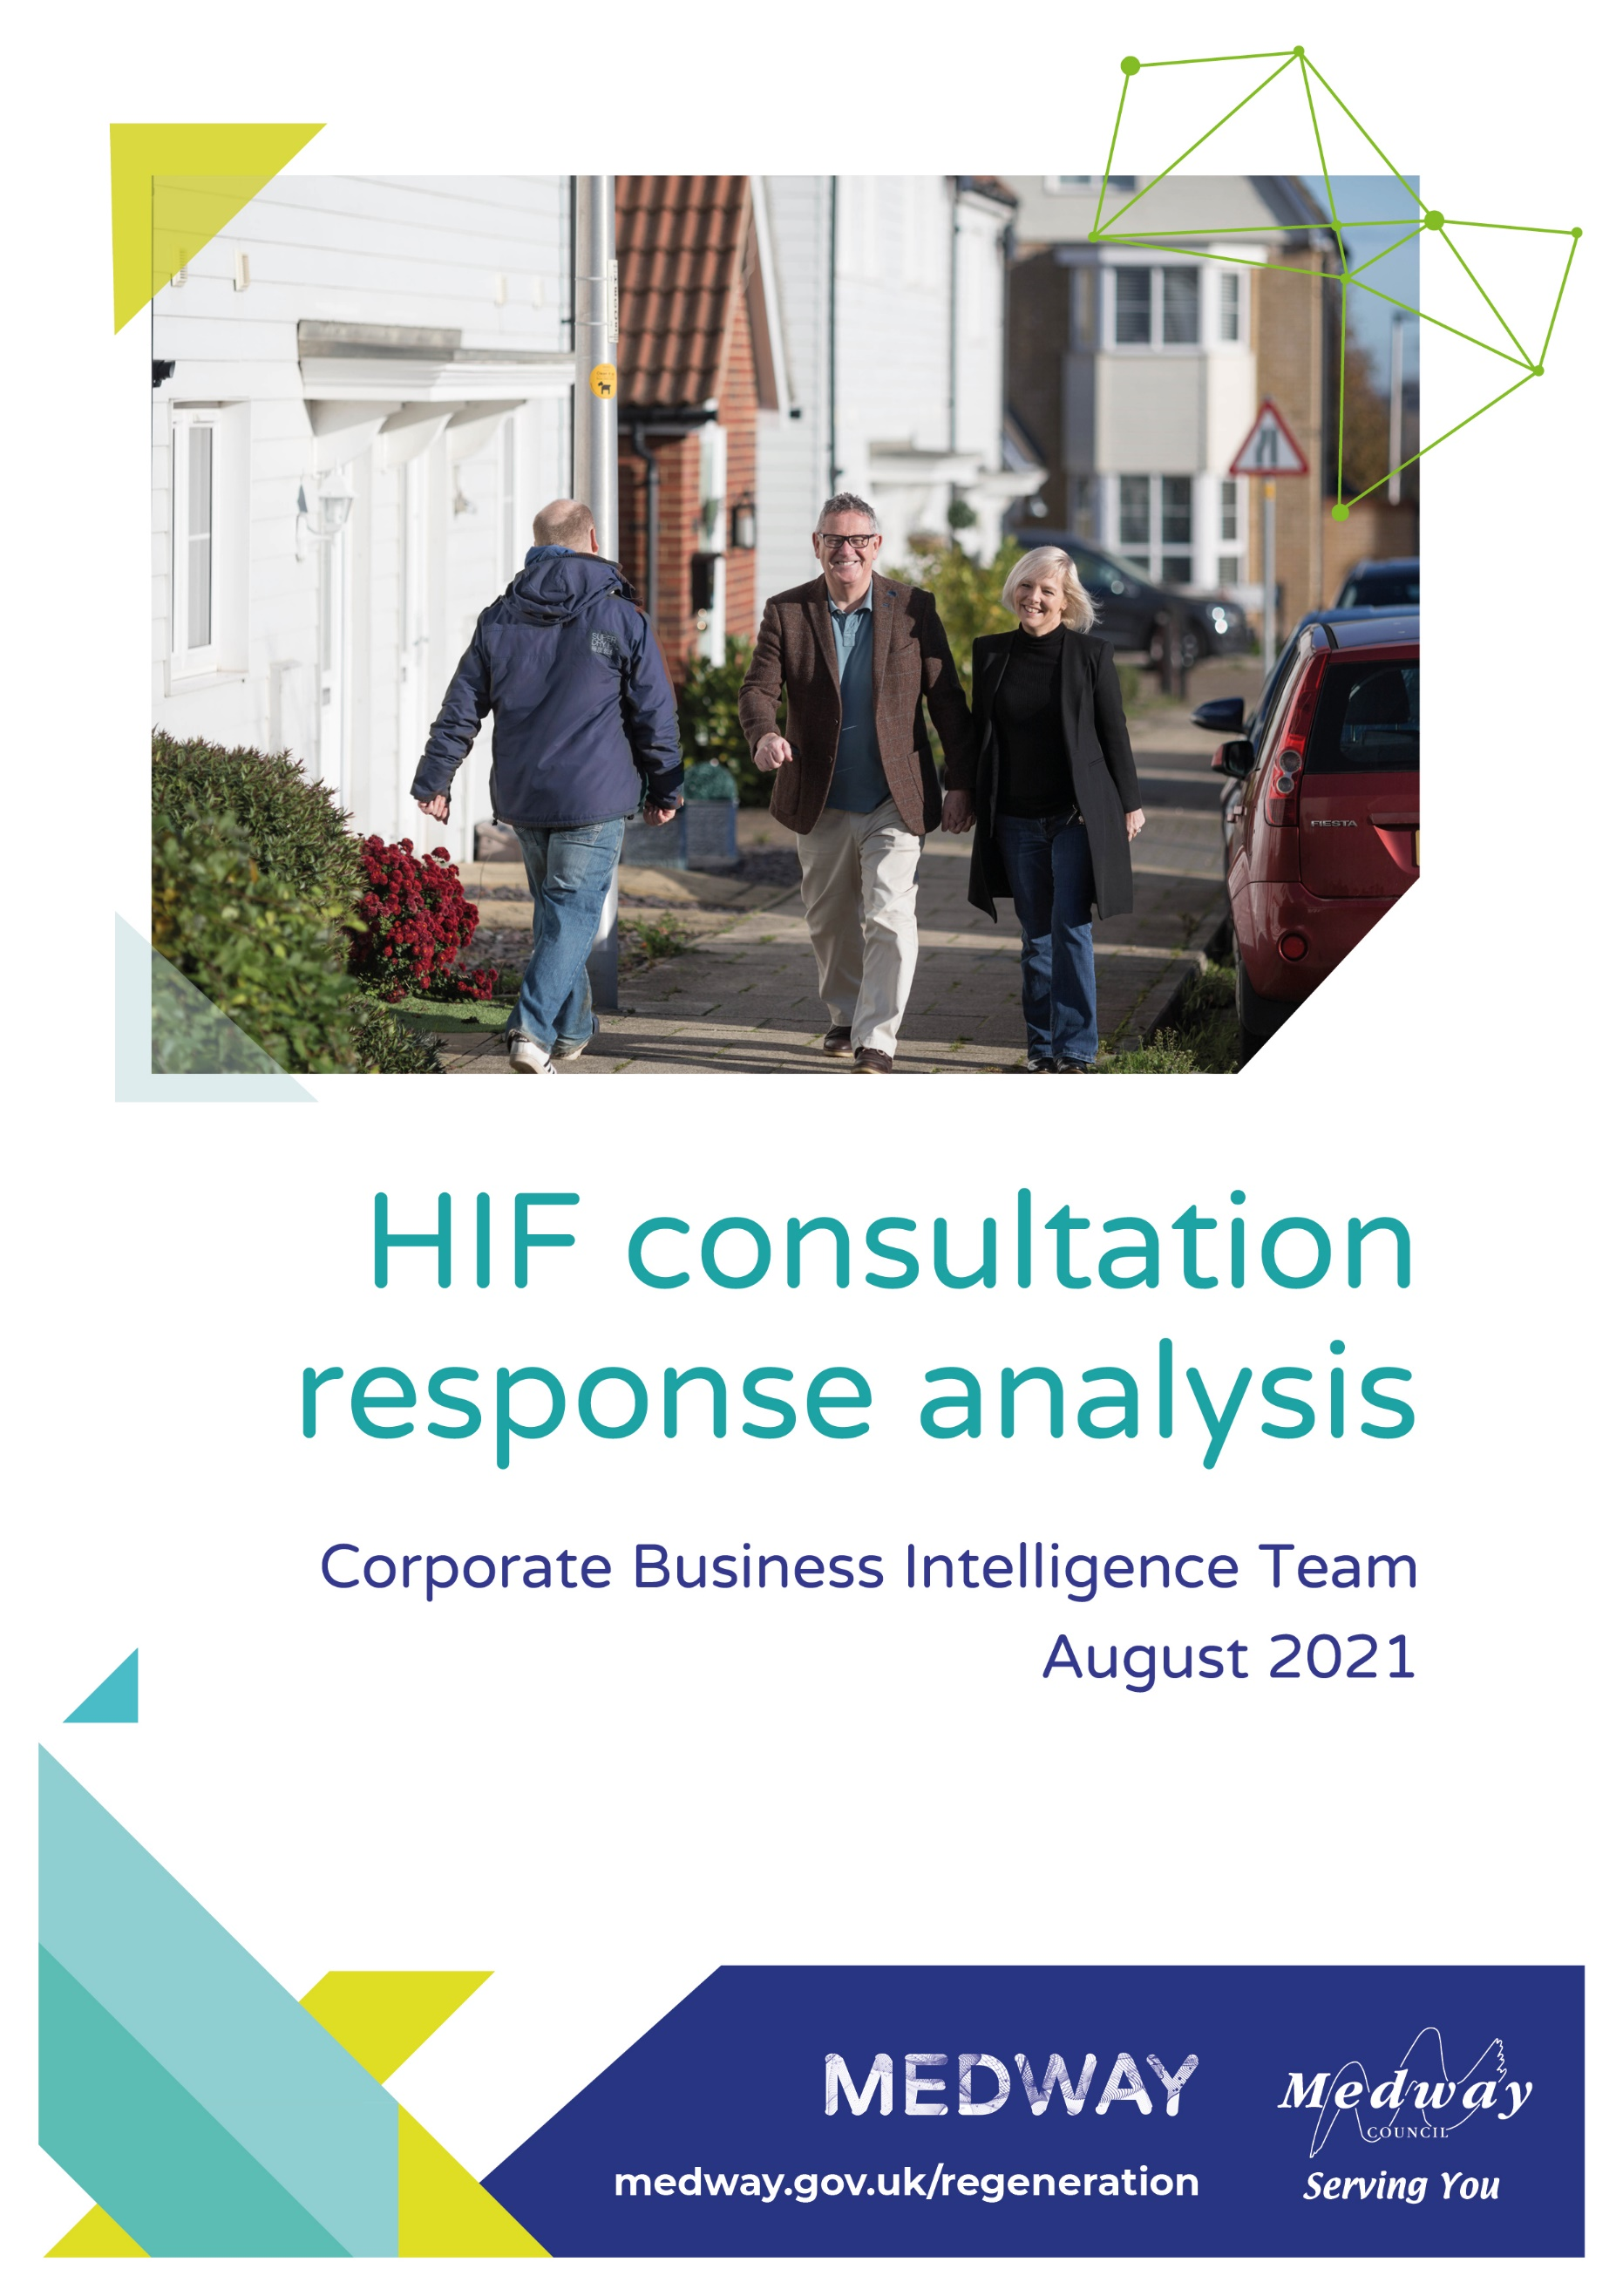 FIESTA
HIF consultation
response analysis
Corporate Business Intelligence Team
August 2021
MEDWAY
medway.gov.uk/regeneration
Medway
COUNCIL
Serving You